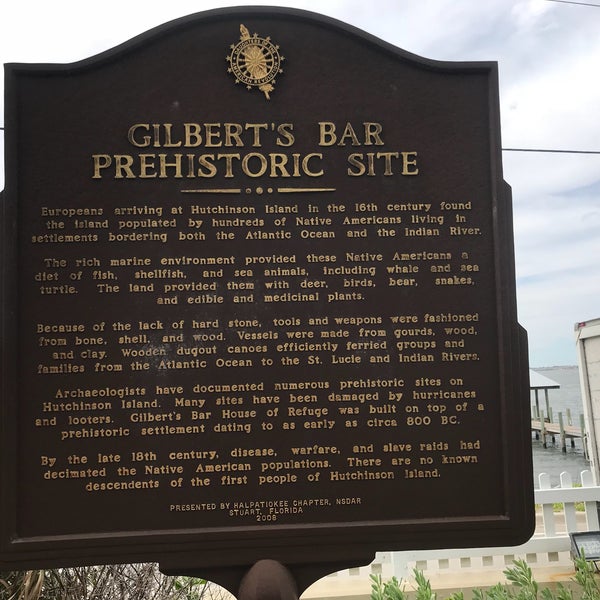 GILBERT'S BAR
PREHISTORIC SITE
Europeans arriving at Hutchinson Island in the 16th century found
the island populated by hundreds of Native Americans living in
settlements bordering both the Atlantic Ocean and the Indian River.
The rich marine environment provided these Native Americans a
diet of fish, shellfish, and sea animals, including whale and sea
turtle. The land provided them with deer, birds, bear, snakes,
and edible and medicinal plants.
Because of the lack of hard stone, tools and weapons were fashioned
from bone, shell, and wood. Vessels were made from gourds, wood,
and clay. Wooden dugout canoes efficiently ferried groups and
families from the Atlantic Ocean to the St. Lucie and Indian Rivers.
Archaeologists have documented numerous prehistoric sites on
Hutchinson Island. Many sites have been damaged by hurricanes
and looters. Gilbert's Bar House of Refuge was built on top of a
prehistoric settlement dating to as early as circa 800 BC.
By the late 18th century, disease, warfare, and slave raids had
decimated the Native American populations. There are no known
descendents of the first people of Hutchinson Island.
PRESENTED BY HALPATIOKEE CHAPTER, NSDAR
STUART, FLORIDA
2008